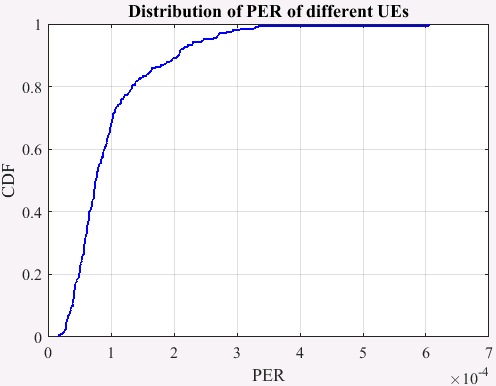 Distribution of PER of different UEs
1
0.8
0.6
0.4
0.2
0
CDF
0 1 2 3 4 5 6 7
PER
×10⁻⁴